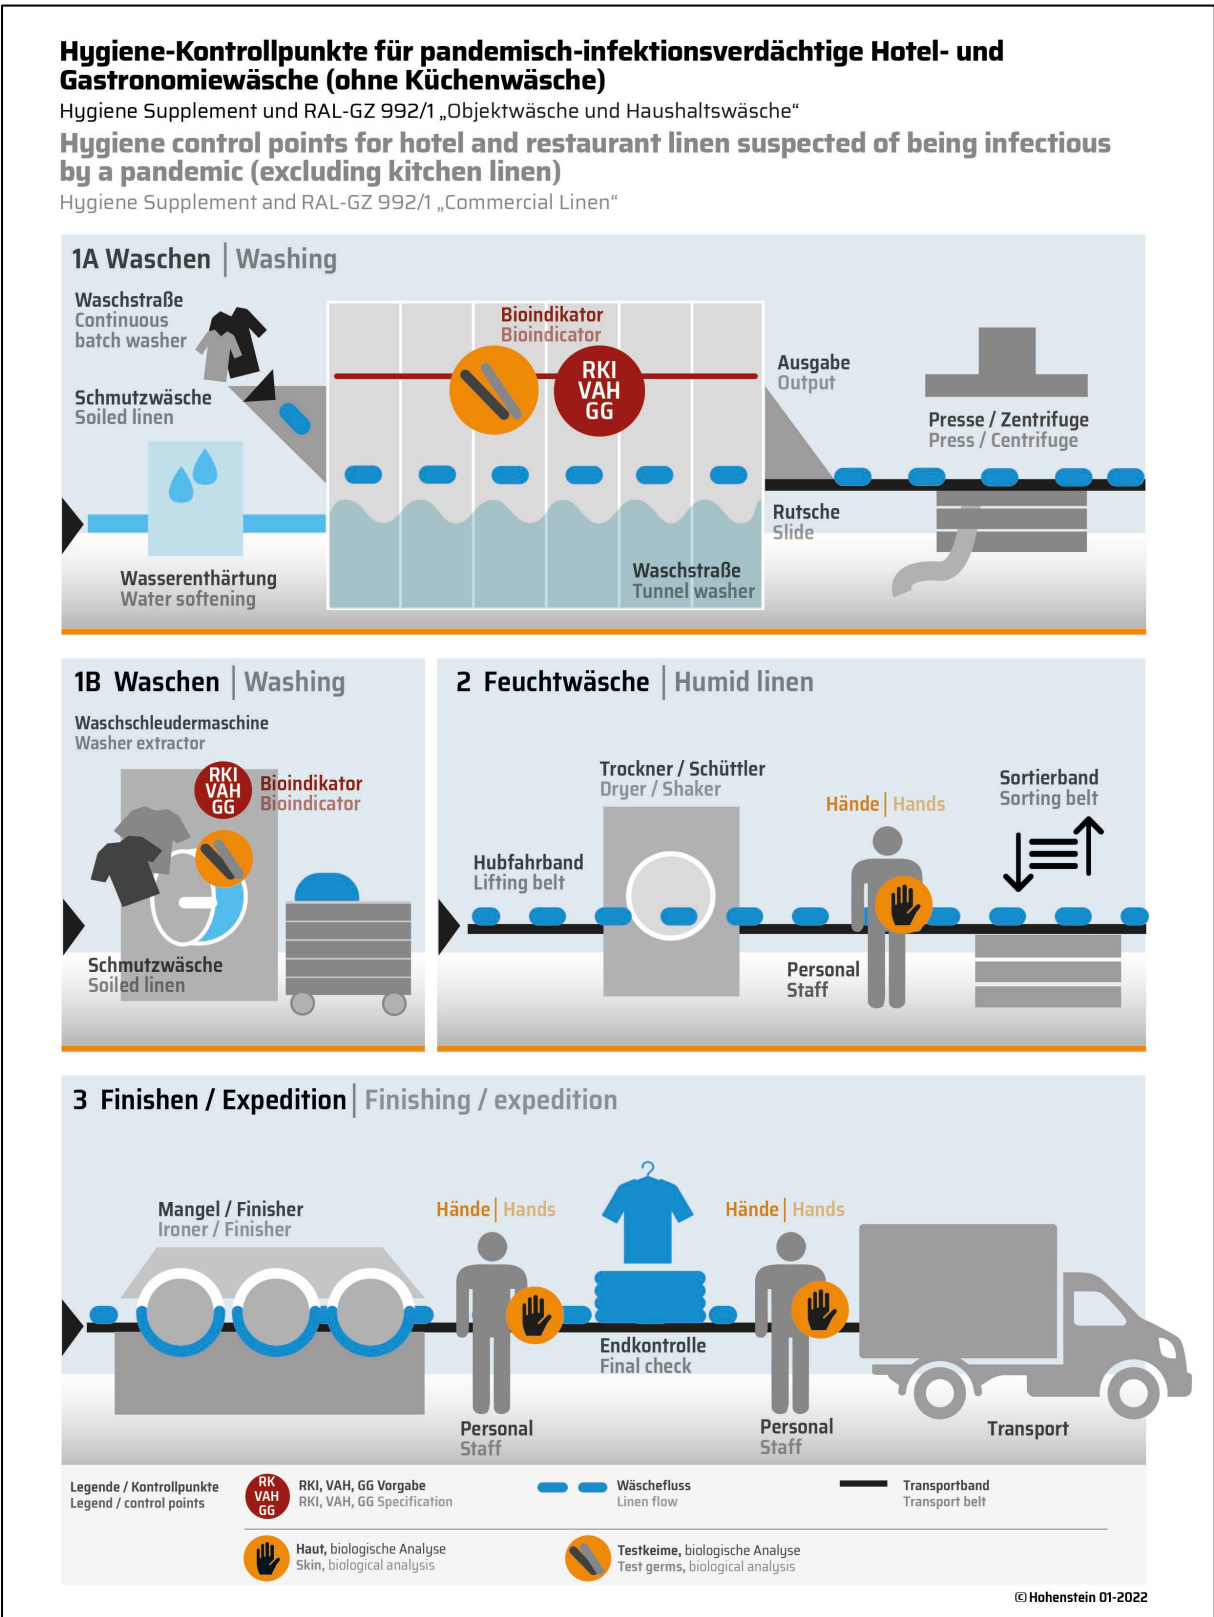 Hygiene-Kontrollpunkte für pandemisch-infektionsverdächtige Hotel- und
Gastronomiewäsche (ohne Küchenwäsche)
Hygiene Supplement und RAL-GZ 992/1 „Objektwäsche und Haushaltswäsche“
Hygiene control points for hotel and restaurant linen suspected of being infectious
by a pandemic (excluding kitchen linen)
Hygiene Supplement and RAL-GZ 992/1 „Commercial Linen“
1A Waschen | Washing
Waschstraße
Continuous
batch washer
Schmutzwäsche
Soiled linen
Wasserenthärtung
Water softening
Bioindikator
Bioindicator
RKI
VAH
GG
Waschstraße
Tunnel washer
Ausgabe
Output
Rutsche
Slide
Presse / Zentrifuge
Press / Centrifuge
1B Waschen | Washing
Waschschleudermaschine
Washer extractor
RKI
VAH
GG
Bioindikator
Bioindicator
Schmutzwäsche
Soiled linen
2 Feuchtwäsche | Humid linen
Hubfahrband
Lifting belt
Trockner / Schüttler
Dryer / Shaker
Hände | Hands
Personal
Staff
Sortierband
Sorting belt
3 Finishen / Expedition | Finishing / expedition
Mangel / Finisher
Ironer / Finisher
Hände | Hands
Personal
Staff
Endkontrolle
Final check
Hände | Hands
Personal
Staff
Transport
Legende / Kontrollpunkte
Legend / control points
RK
VAH
GG
RKI, VAH, GG Vorgabe
RKI, VAH, GG Specification
Wäschefluss
Linen flow
Transportband
Transport belt
Haut, biologische Analyse
Skin, biological analysis
Testkeime, biologische Analyse
Test germs, biological analysis
© Hohenstein 01-2022